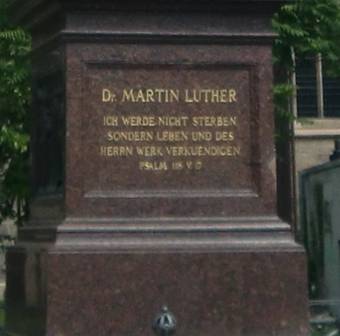 Dr. MARTIN LUTHER
ICH WERDE NICHT STERBEN
SONDERN LEBEN UND DES
HERRN WERK VERKUENDIGEN
PSALM 118 V. 17